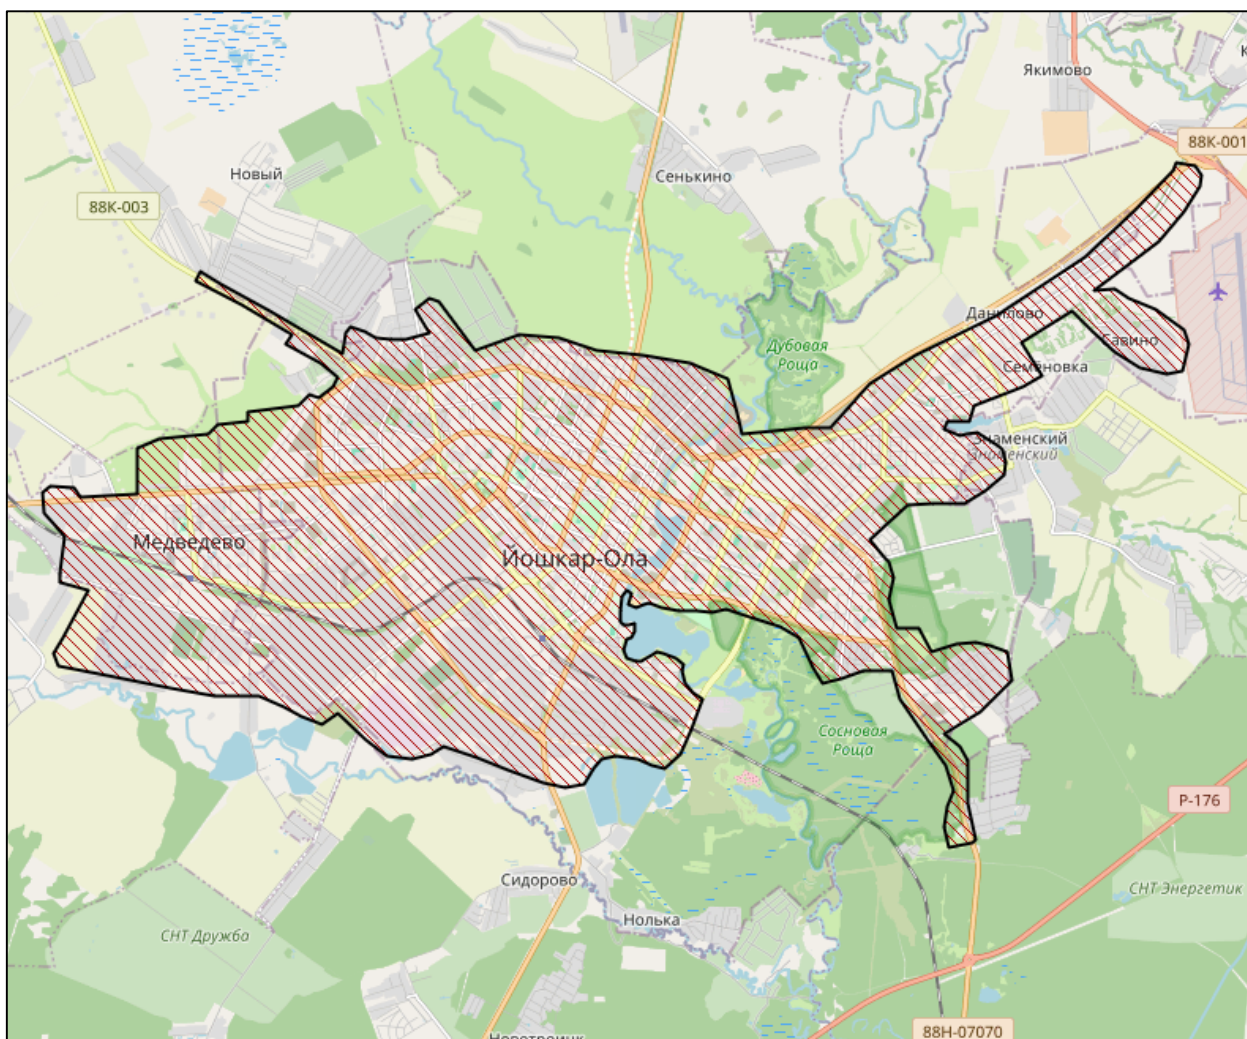 Якимово
88К-001
Новый
Сенькино
88К-003
Данилово
Савино
Дубовая
Роща
Семёновка
Знаменский
Знаменский
Медведево
Йошкар-Ола
Сосновая
Роща
Р-176
Сидорово
СНТ Энергетик
Нолька
СНТ Дружба
88Н-07070